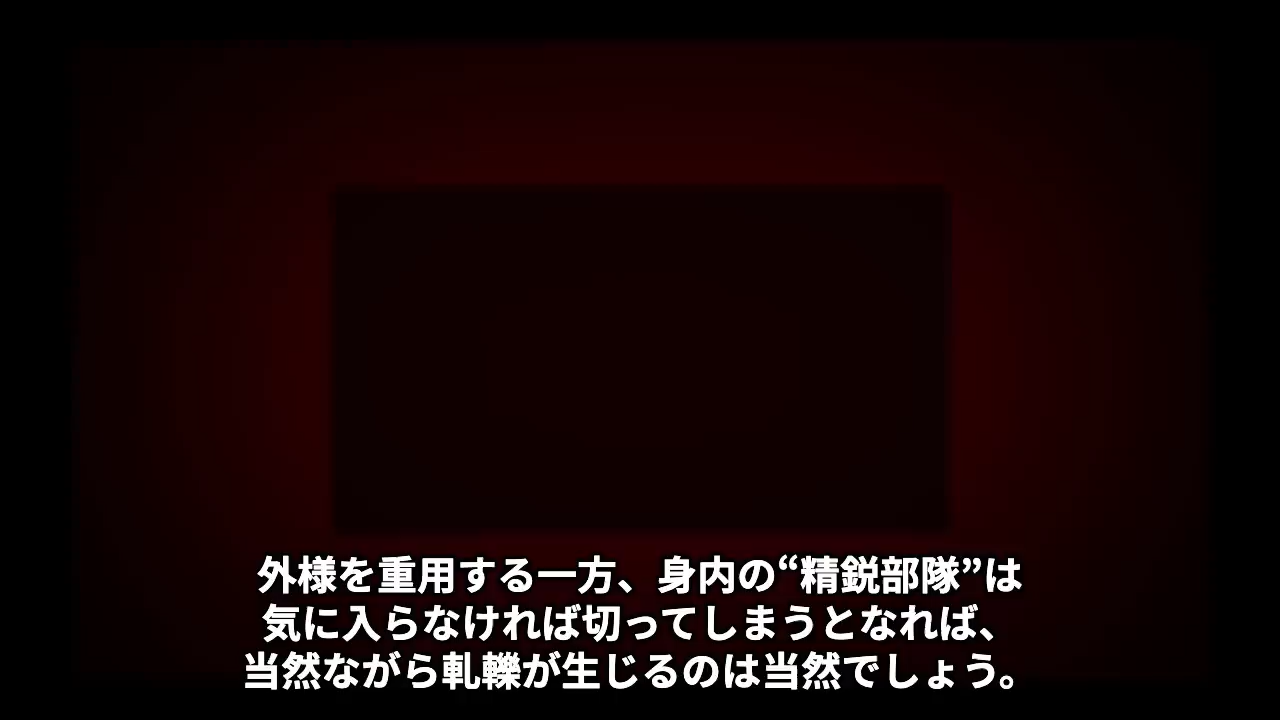 外様を重用する一方、身内の“精鋭部隊”は
気に入らなければ切ってしまうとなれば、
当然ながら軋轢が生じるのは当然でしょう。